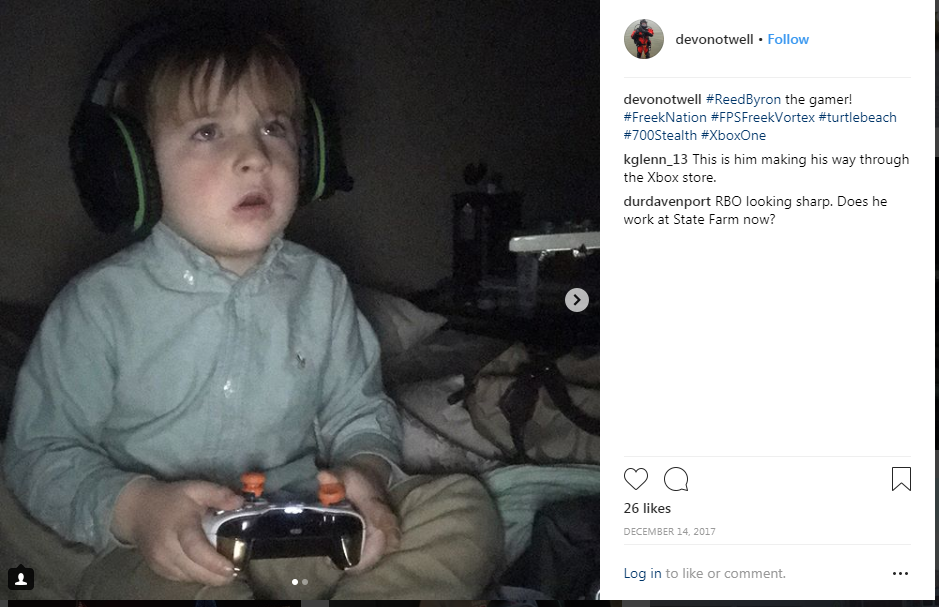 devonotwell • Follow
devonotwell #ReedByron the gamer!
#FreekNation #FPSFreekVortex #turtlebeach
#700Stealth #XboxOne
kglenn_13 This is him making his way through
the Xbox store.
durdavenport RBO looking sharp. Does he
work at State Farm now?
26 likes
DECEMBER 14, 2017
Log in to like or comment.